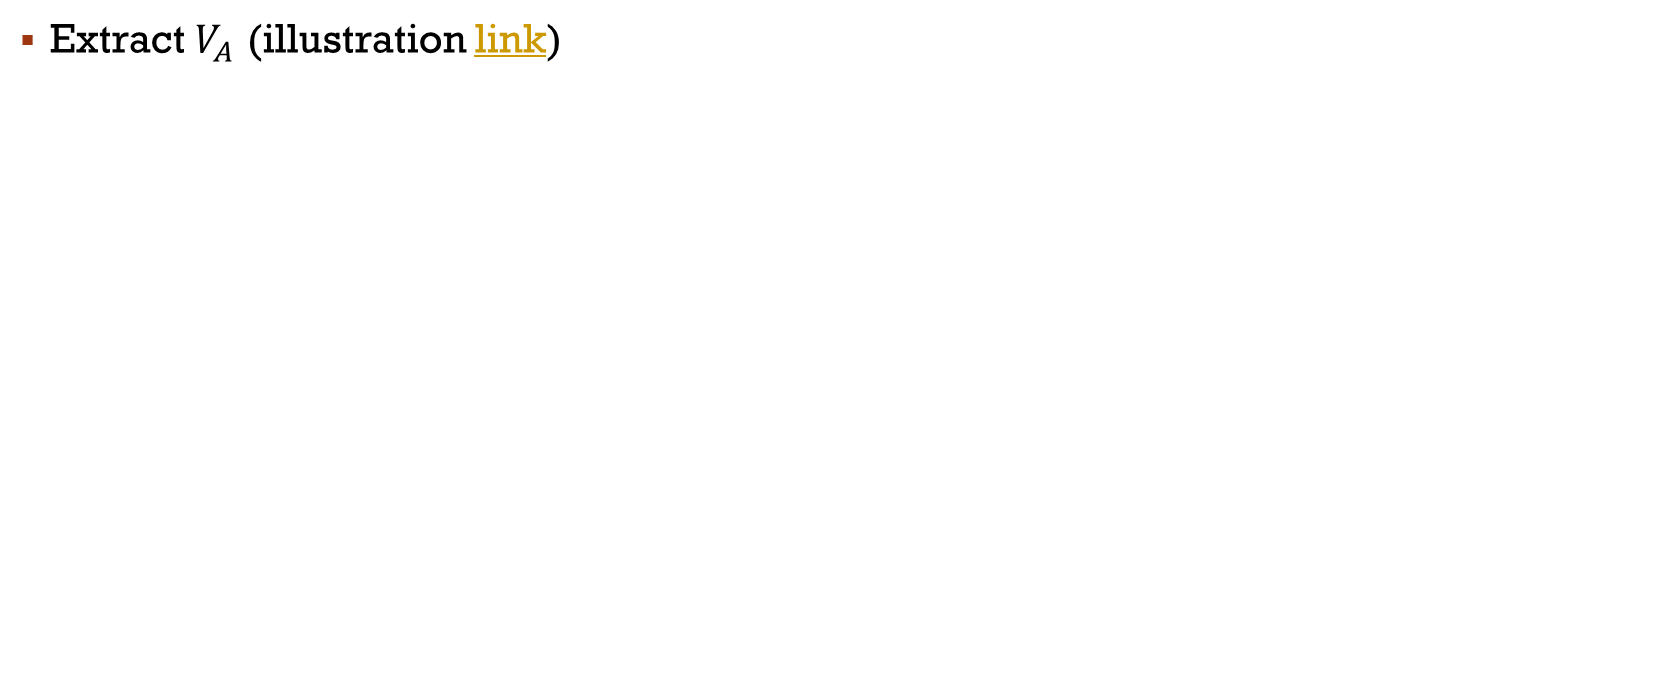 ▪ Extract V_A (illustration link)